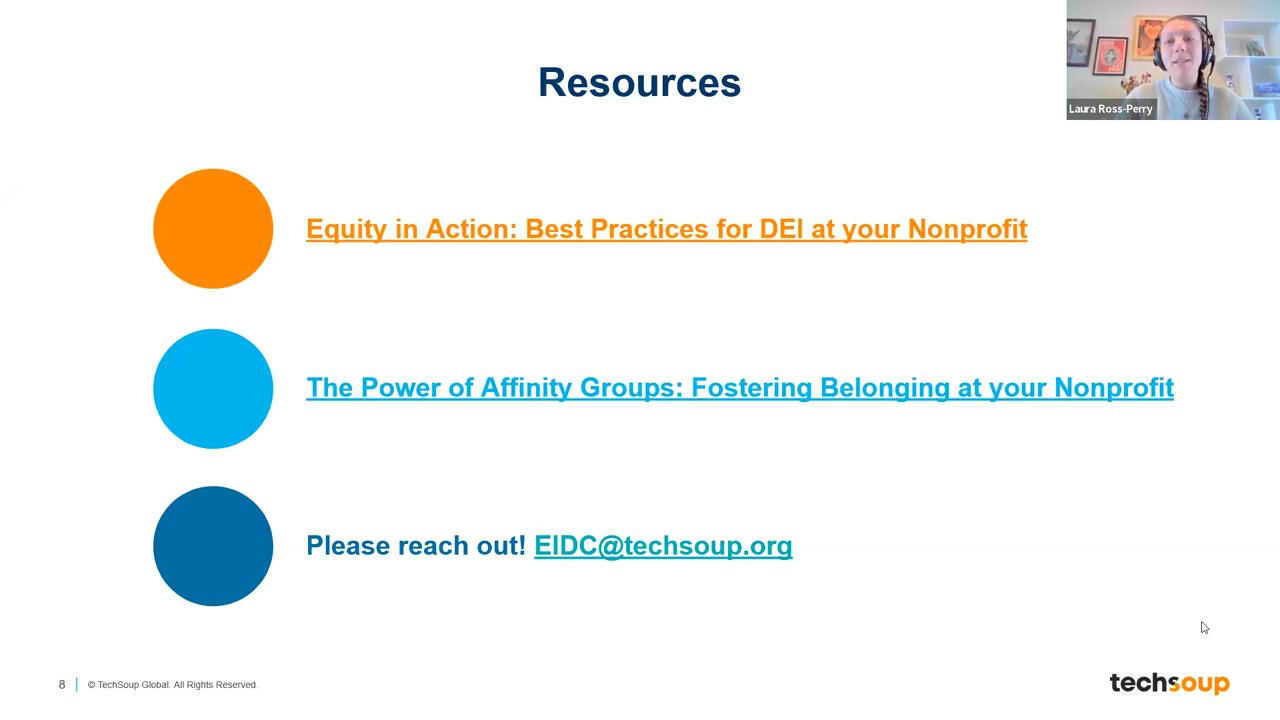 Resources
Laura Ross-Perry
Equity in Action: Best Practices for DEI at your Nonprofit
The Power of Affinity Groups: Fostering Belonging at your Nonprofit
Please reach out! EIDC@techsoup.org
8
© TechSoup Global. All Rights Reserved.
techsoup